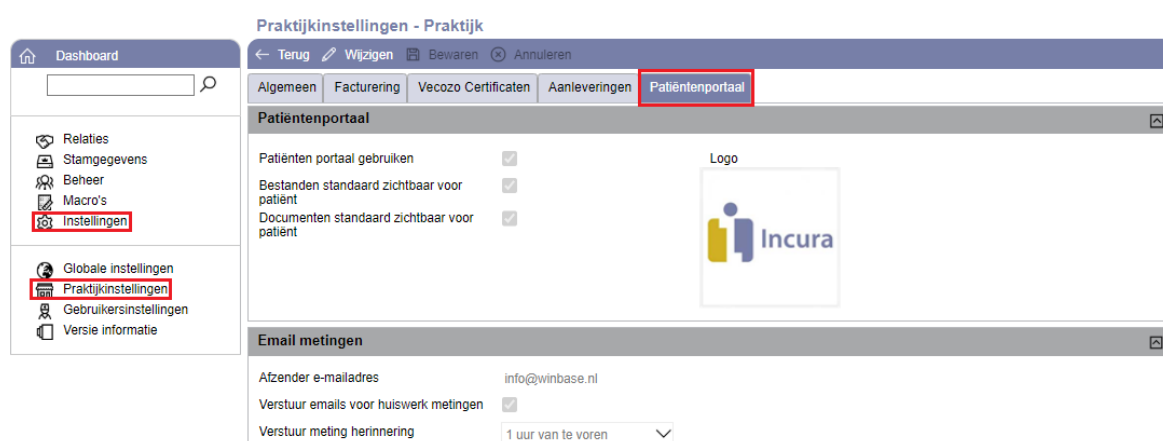 Praktijkinstellingen - Praktijk
Dashboard
Terug Wijzigen Bewaren Annuleren
Algemeen Facturering Vecozo Certificaten Aanleveringen Patiëntenportaal
Relaties
Stamgegevens
Beheer
Macro's
Instellingen
Globale instellingen
Praktijkinstellingen
Gebruikersinstellingen
Versie informatie
Patiëntenportaal
Patiënten portaal gebruiken
Bestanden standaard zichtbaar voor
patiënt
Documenten standaard zichtbaar voor
patiënt
Logo
Incura
Email metingen
Afzender e-mailadres info@winbase.nl
Verstuur emails voor huiswerk metingen
Verstuur meting herinnering 1 uur van te voren